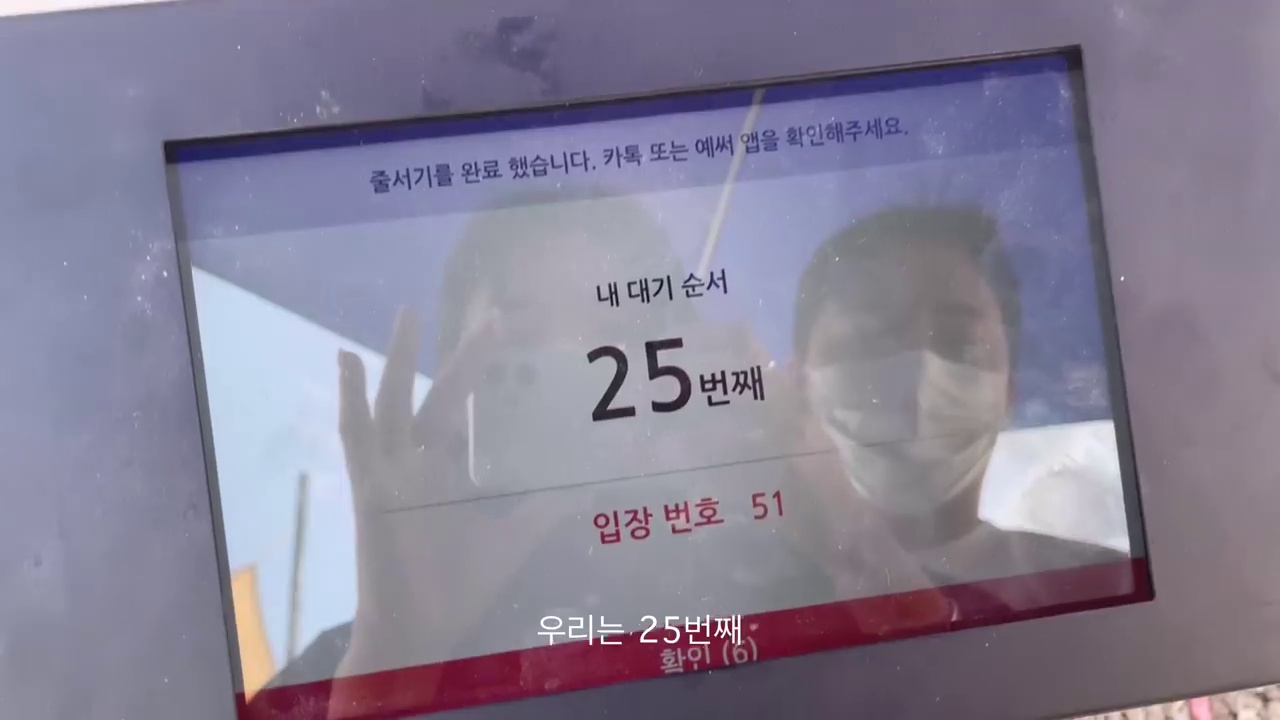 줄서기를 완료 했습니다. 카톡 또는 예써 앱을 확인해주세요.
내 대기 순서
25번째
입장 번호 51
우리는 25번째
확인 (6)